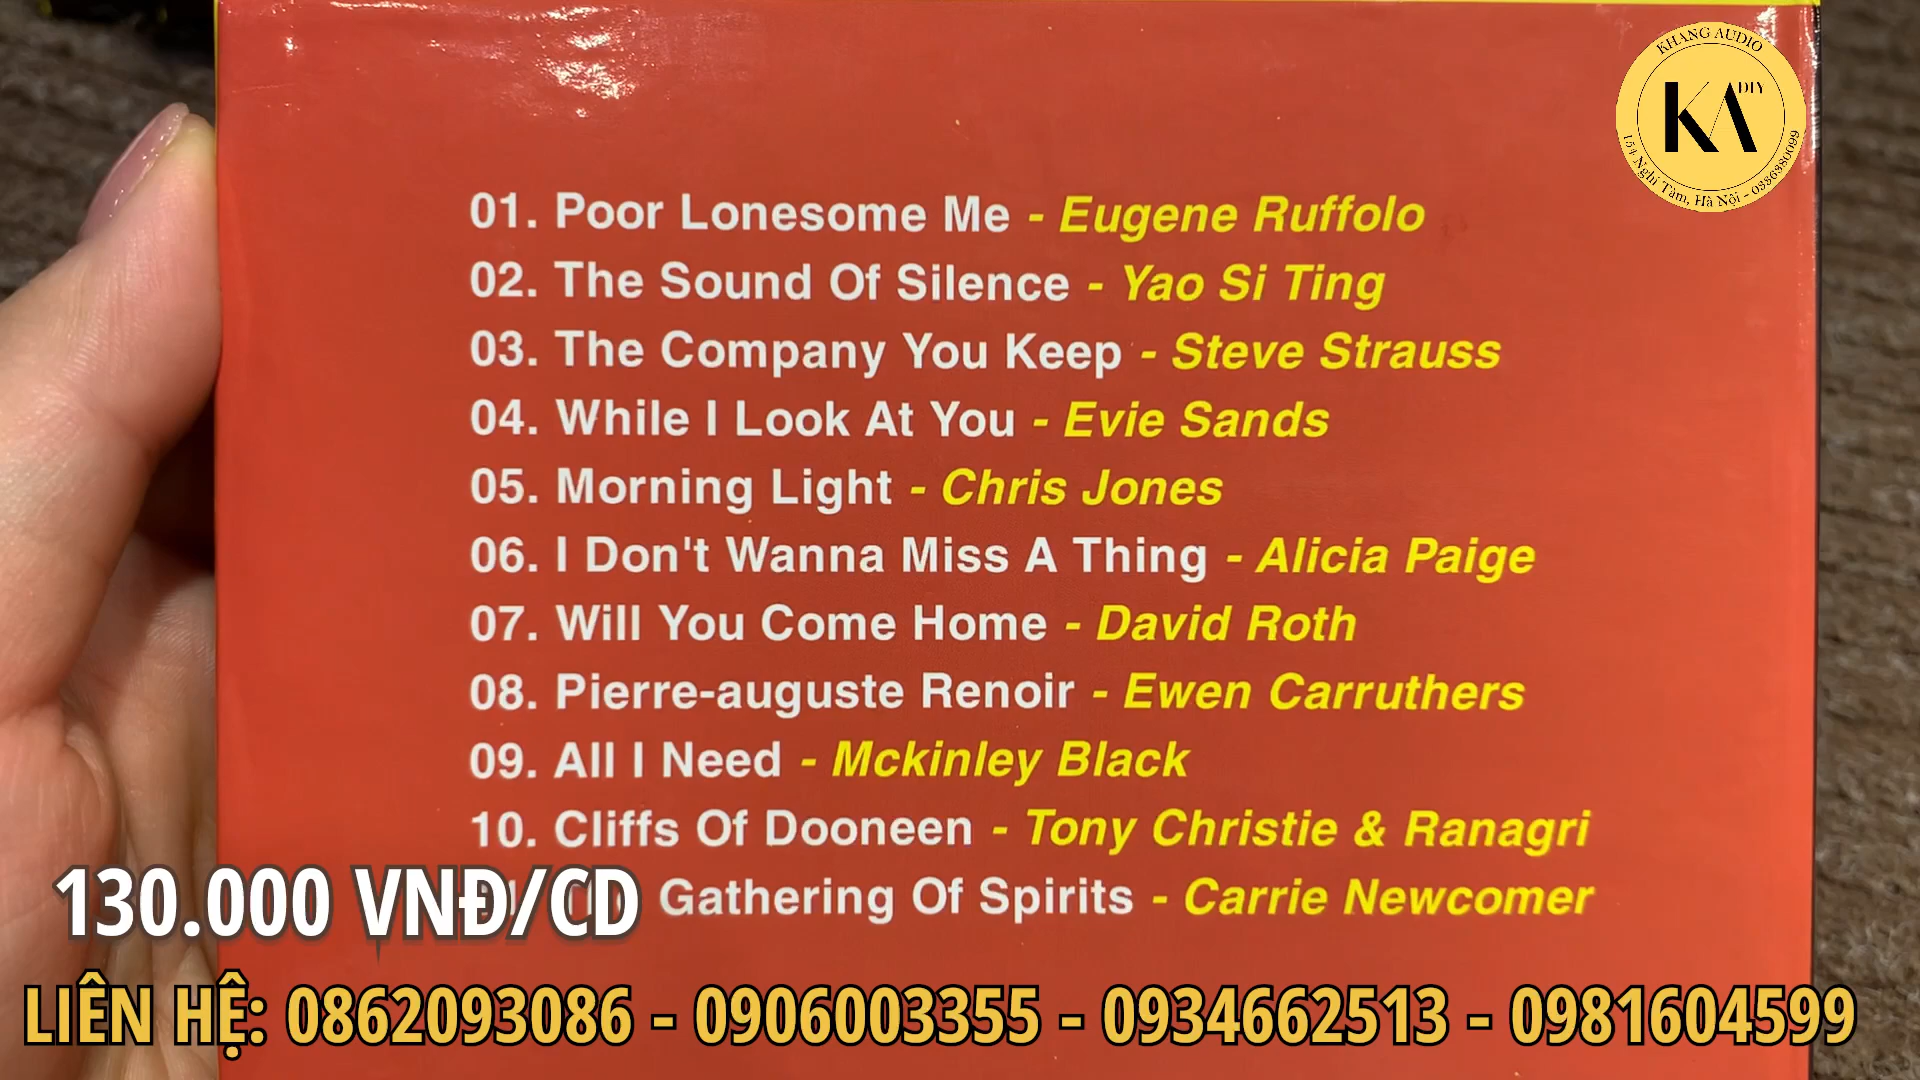 KHANG AUDIO
KA DIY
154 Nghi Tàm, Hà Nội - 0886380099
01. Poor Lonesome Me - Eugene Ruffolo
02. The Sound Of Silence - Yao Si Ting
03. The Company You Keep - Steve Strauss
04. While I Look At You - Evie Sands
05. Morning Light - Chris Jones
06. I Don't Wanna Miss A Thing - Alicia Paige
07. Will You Come Home - David Roth
08. Pierre-auguste Renoir - Ewen Carruthers
09. All I Need - Mckinley Black
10. Cliffs Of Dooneen - Tony Christie & Ranagri
Gathering Of Spirits - Carrie Newcomer
130.000 VNĐ/CD
LIÊN HỆ: 0862093086 - 0906003355 - 0934662513 - 0981604599